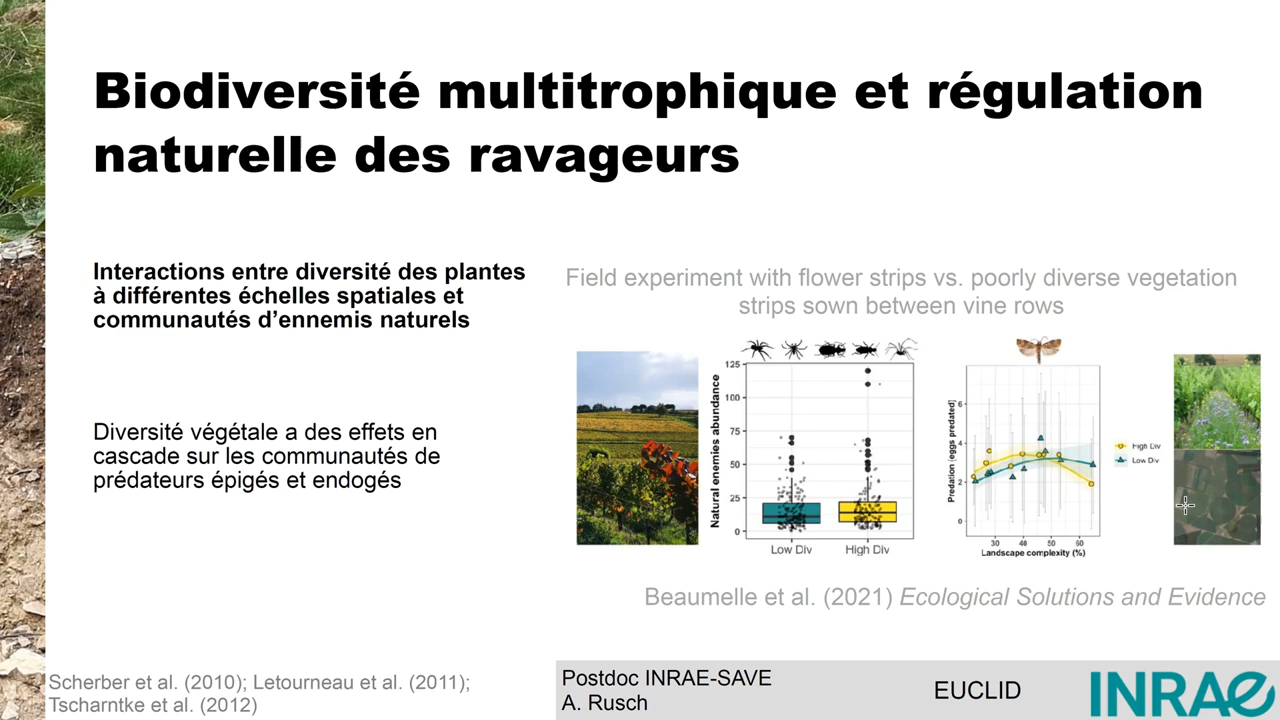 Biodiversité multitrophique et régulation
naturelle des ravageurs
Interactions entre diversité des plantes
à différentes échelles spatiales et
communautés d’ennemis naturels
Diversité végétale a des effets en
cascade sur les communautés de
prédateurs épigés et endogés
Field experiment with flower strips vs. poorly diverse vegetation
strips sown between vine rows
Natural enemies abundance
125
100
75
50
25
0
Low Div
High Div
Predation [eggs predated]
6
4
2
0
30
40
50
60
Landscape complexity (%)
High Div
Low Div
Beaumelle et al. (2021) Ecological Solutions and Evidence
Scherber et al. (2010); Letourneau et al. (2011);
Tscharntke et al. (2012)
Postdoc INRAE-SAVE
A. Rusch
EUCLID
INRAE